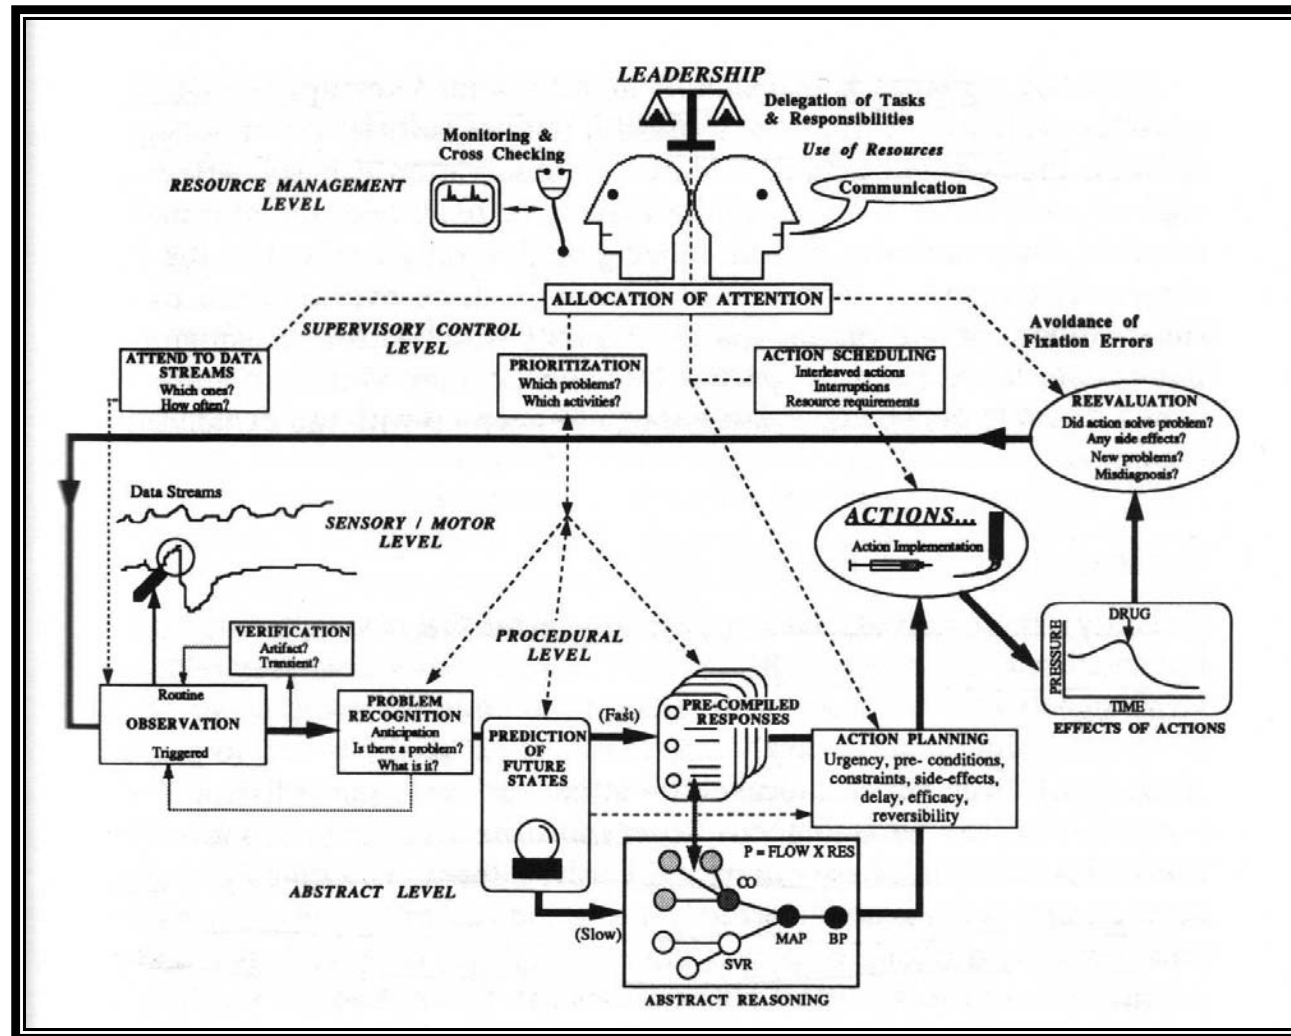 LEADERSHIP
Delegation of Tasks
& Responsibilities
Use of Resources
Monitoring &
Cross Checking
Communication
RESOURCE MANAGEMENT
LEVEL
ALLOCATION OF ATTENTION
SUPERVISORY CONTROL
LEVEL
Avoidance of
Fixation Errors
ATTEND TO DATA
STREAMS
Which ones?
How often?
PRIORITIZATION
Which problems?
Which activities?
ACTION SCHEDULING
Interleaved actions
Interruptions
Resource requirements
REEVALUATION
Did action solve problem?
Any side effects?
New problems?
Misdiagnosis?
Data Streams
SENSORY / MOTOR
LEVEL
ACTIONS...
Action Implementation
VERIFICATION
Artifact?
Transient?
PROCEDURAL
LEVEL
DRUG
PRESSURE
TIME
EFFECTS OF ACTIONS
Routine
OBSERVATION
Triggered
PROBLEM
RECOGNITION
Anticipation
Is there a problem?
What is it?
PREDICTION OF
FUTURE
STATES
(Fast)
PRE-COMPILED
RESPONSES
ACTION PLANNING
Urgency, pre- conditions,
constraints, side-effects,
delay, efficacy,
reversibility
ABSTRACT LEVEL
(Slow)
P = FLOW X RES
CO
MAP
BP
SVR
ABSTRACT REASONING